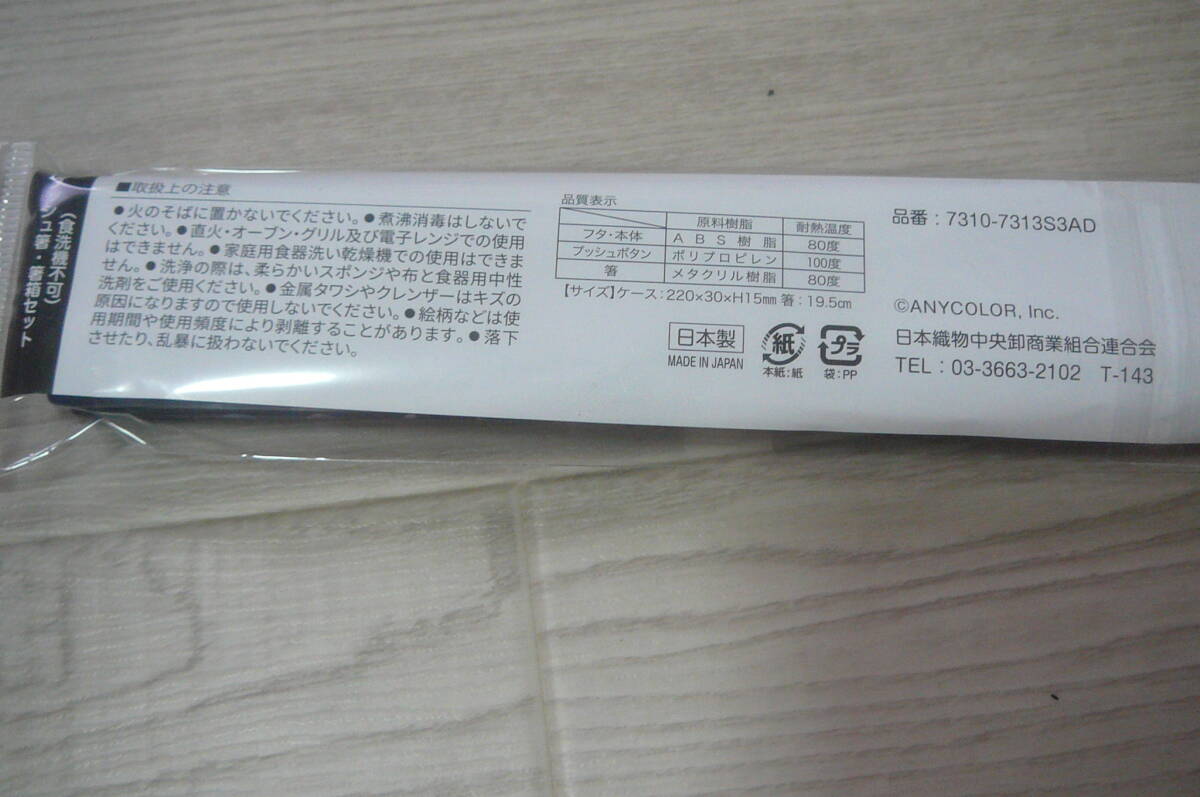 (食洗機不可)
シュ箸・箸箱セット
■取扱上の注意
●火のそばに置かないでください。●煮沸消毒はしないで
ください。●直火・オーブン・グリル及び電子レンジでの使用
はできません。●家庭用食器洗い乾燥機での使用はできま
せん。●洗浄の際は、柔らかいスポンジや布と食器用中性
洗剤をご使用ください。●金属タワシやクレンザーはキズの
原因になりますので使用しないでください。●絵柄などは使
用期間や使用頻度により剥離することがあります。●落下
させたり、乱暴に扱わないでください。
品質表示
原料樹脂 耐熱温度
フタ・本体 ABS樹脂 80度
プッシュボタン ポリプロピレン 100度
箸 メタクリル樹脂 80度
【サイズ】ケース:220×30×H15mm 箸:19.5cm
日本製
MADE IN JAPAN
紙
本紙:紙
プラ
袋:PP
品番:7310-7313S3AD
©ANYCOLOR, Inc.
日本織物中央卸商業組合連合会
TEL:03-3663-2102 T-143